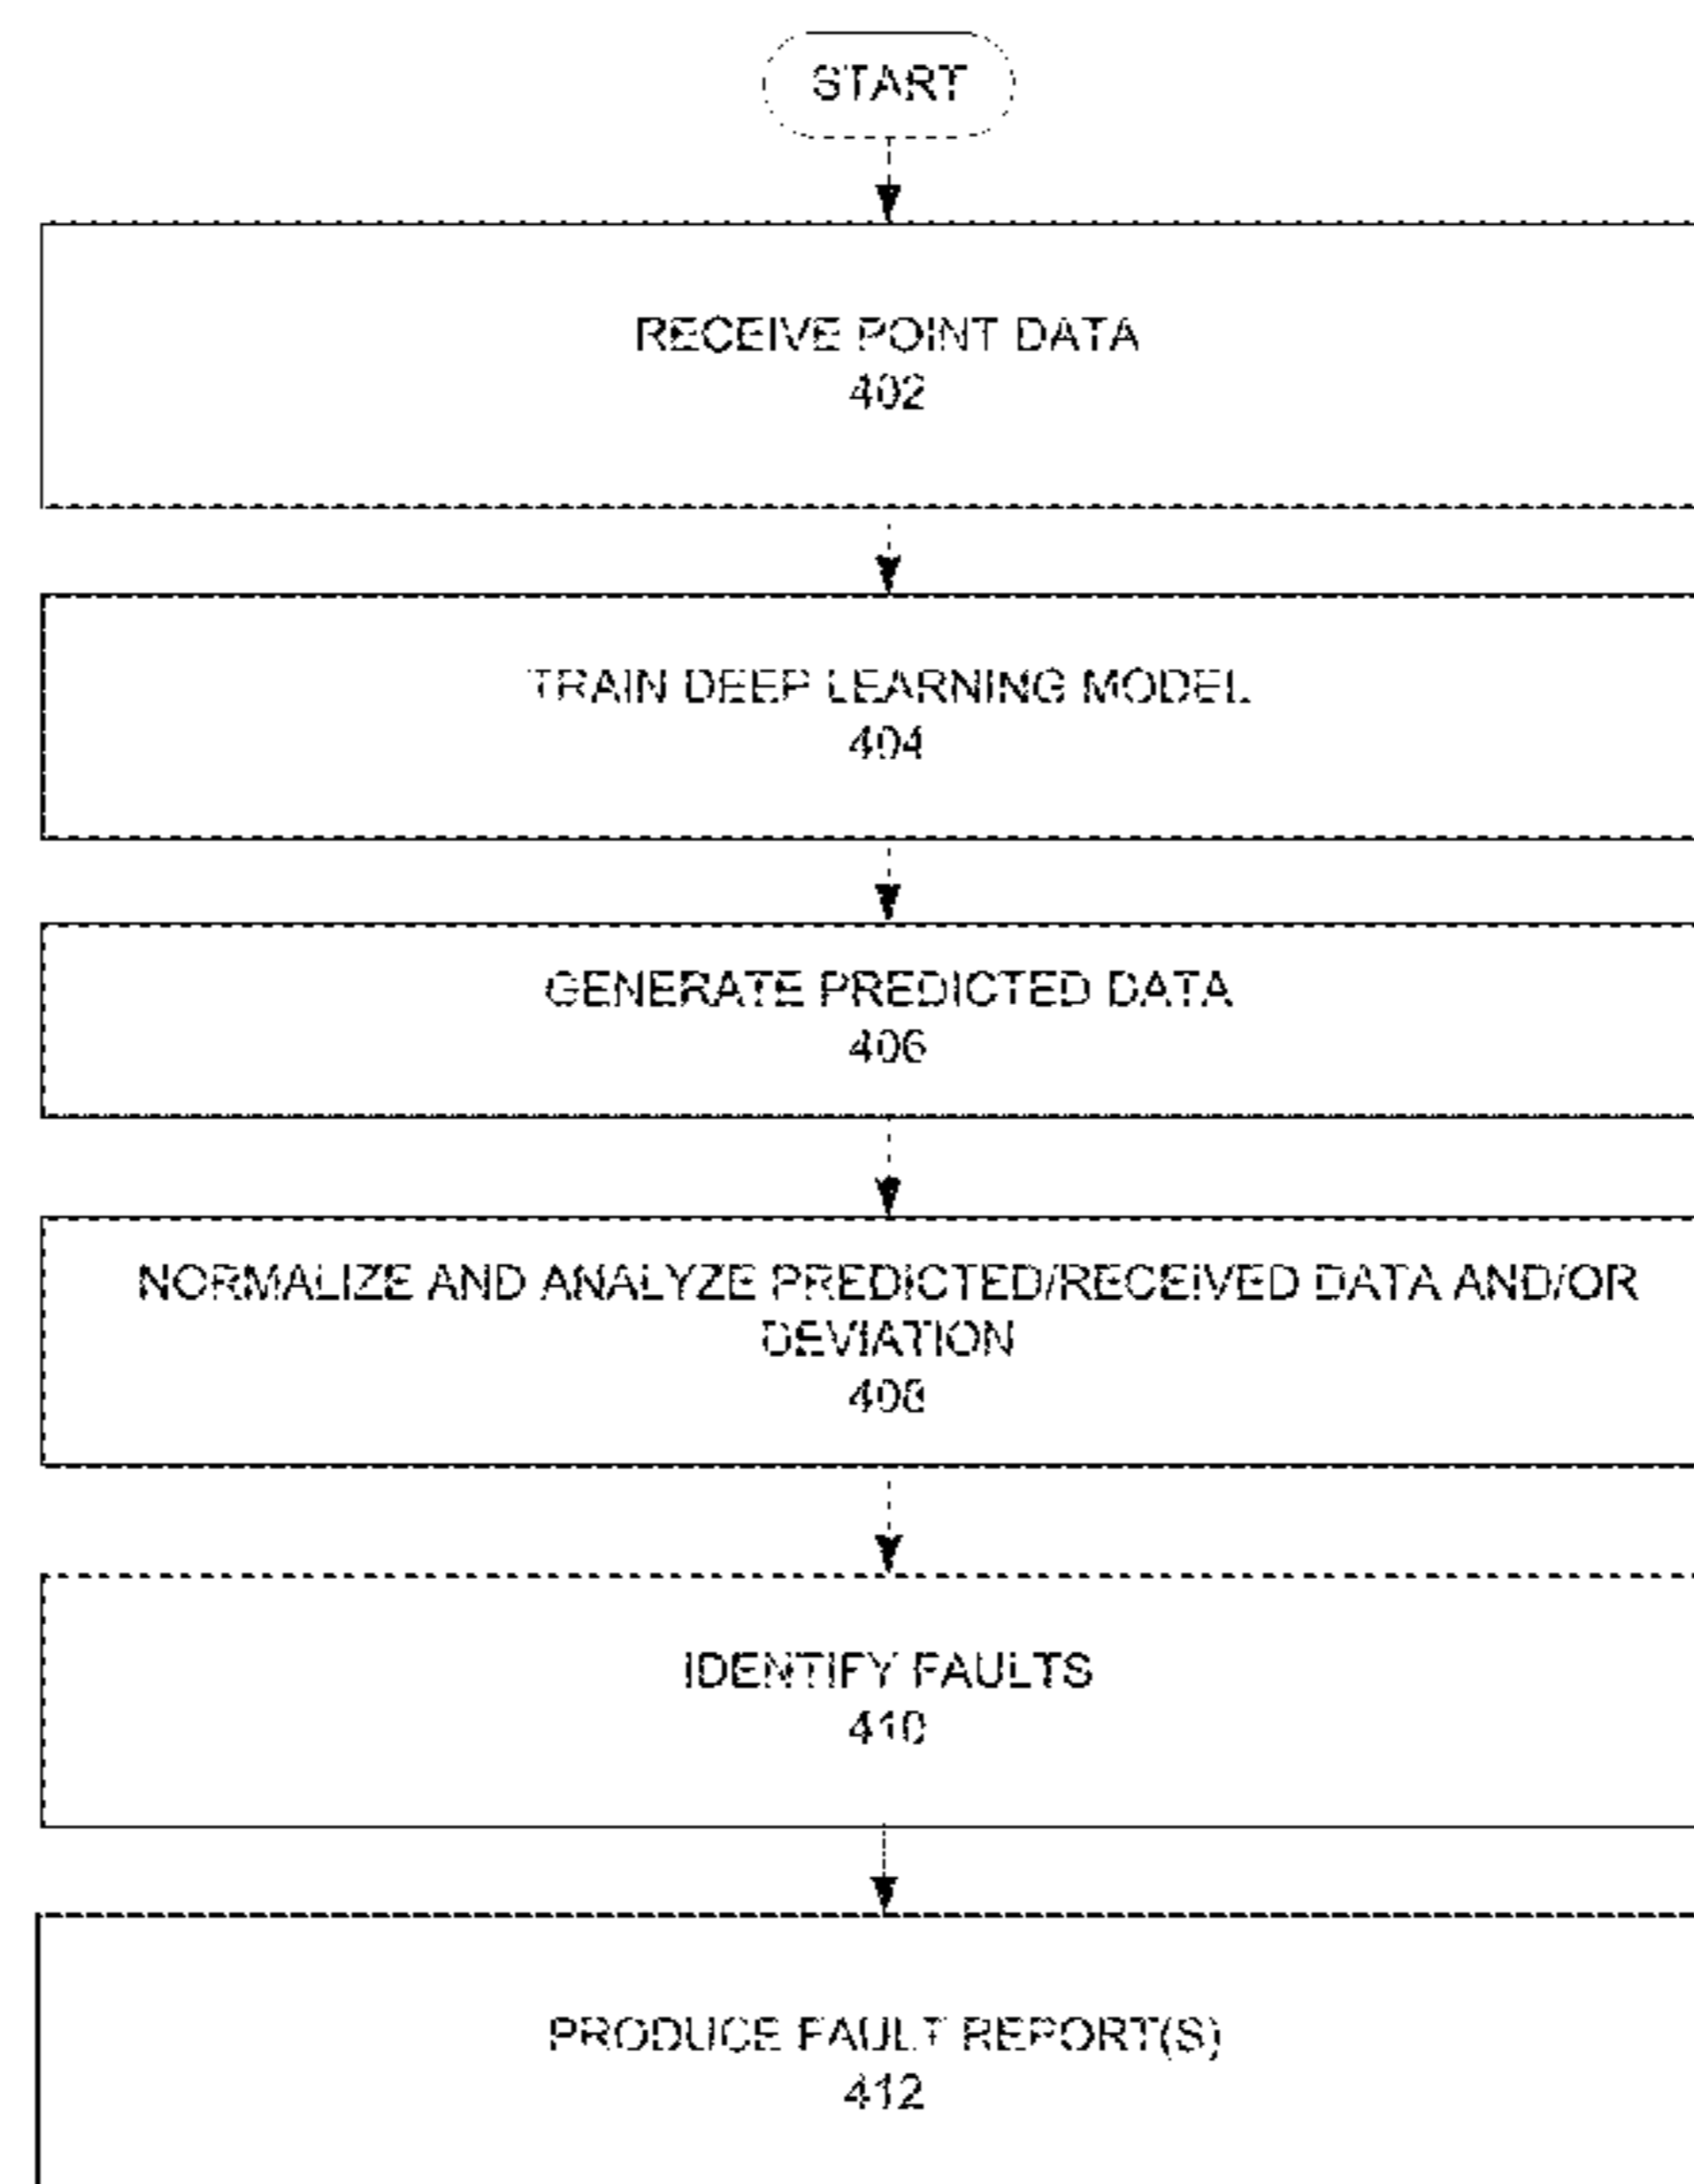 START
RECEIVE POINT DATA
402
TRAIN DEEP LEARNING MODEL
404
GENERATE PREDICTED DATA
406
NORMALIZE AND ANALYZE PREDICTED/RECEIVED DATA AND/OR
DEVIATION
408
IDENTIFY FAULTS
410
PRODUCE FAULT REPORT(S)
412